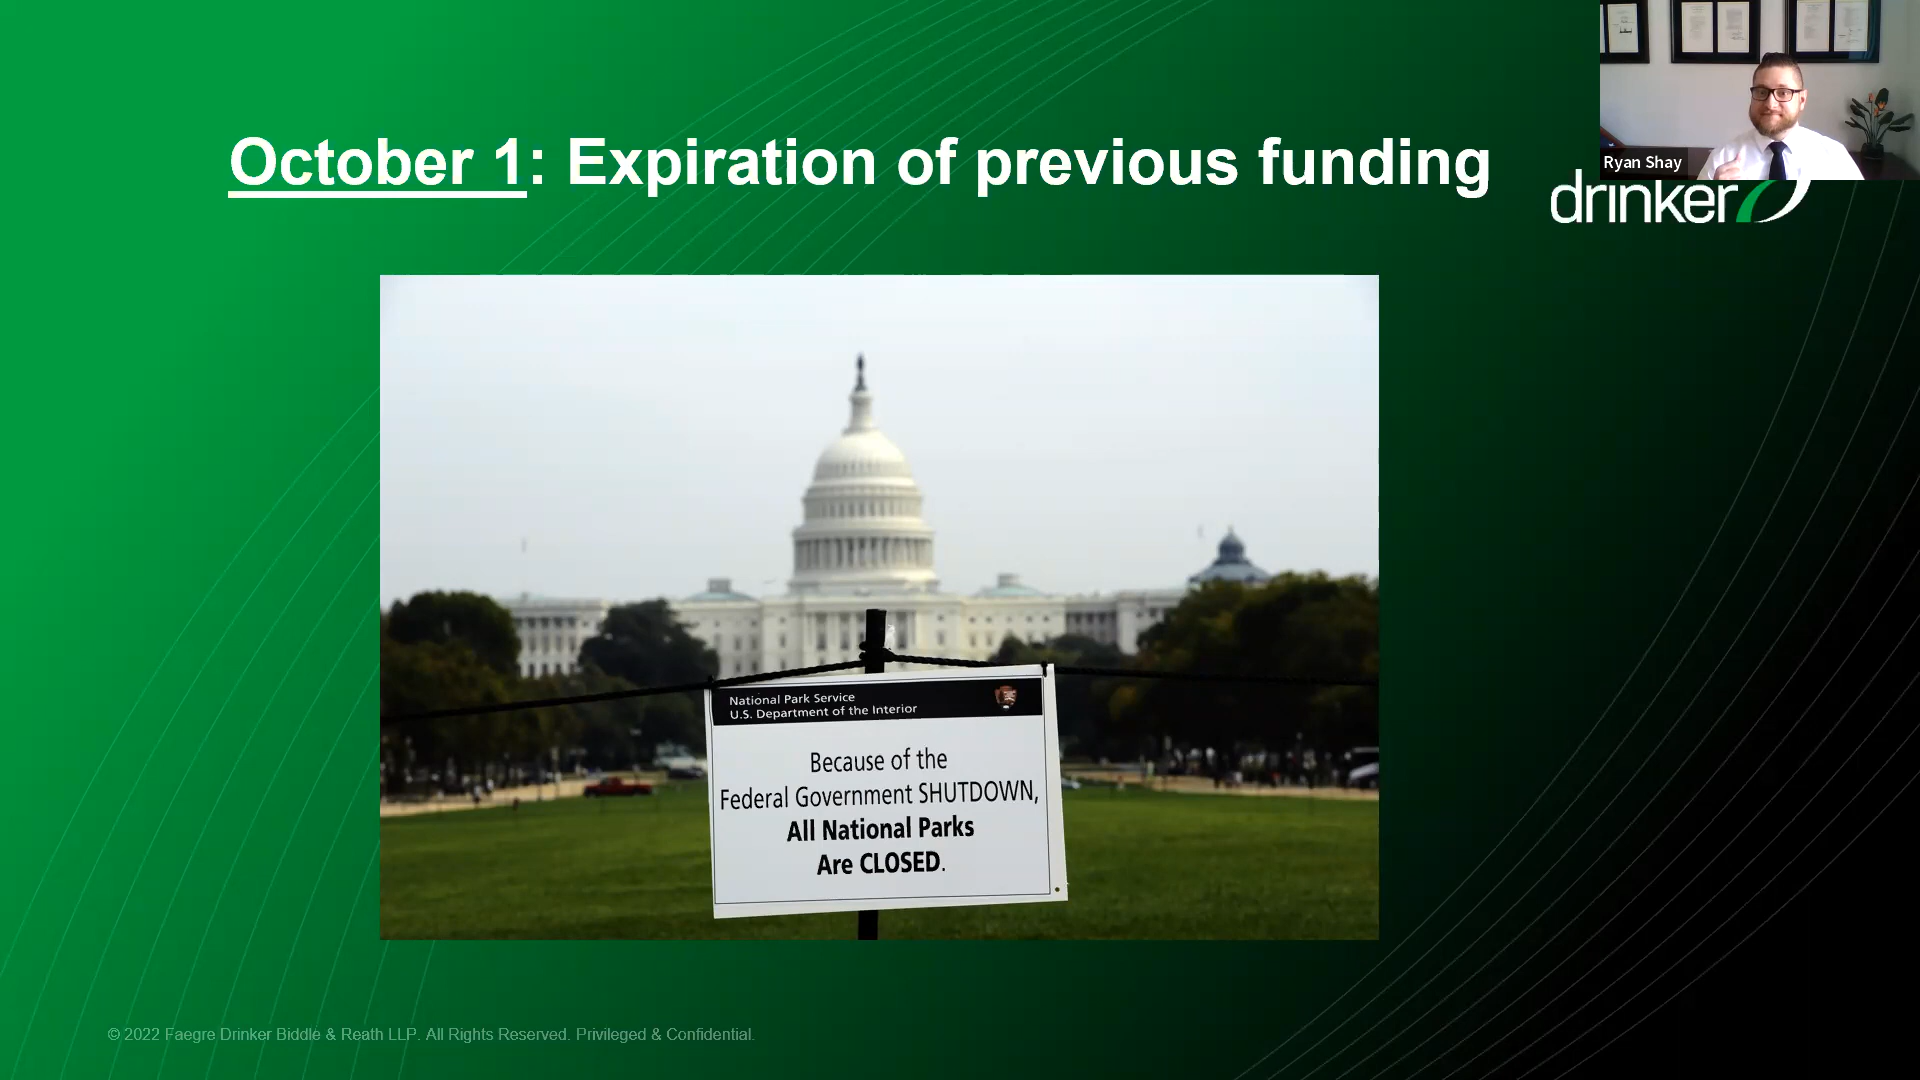 October 1: Expiration of previous funding
Ryan Shay
drinker
National Park Service
U.S. Department of the Interior
Because of the
Federal Government SHUTDOWN,
All National Parks
Are CLOSED.
© 2022 Faegre Drinker Biddle & Reath LLP. All Rights Reserved. Privileged & Confidential.